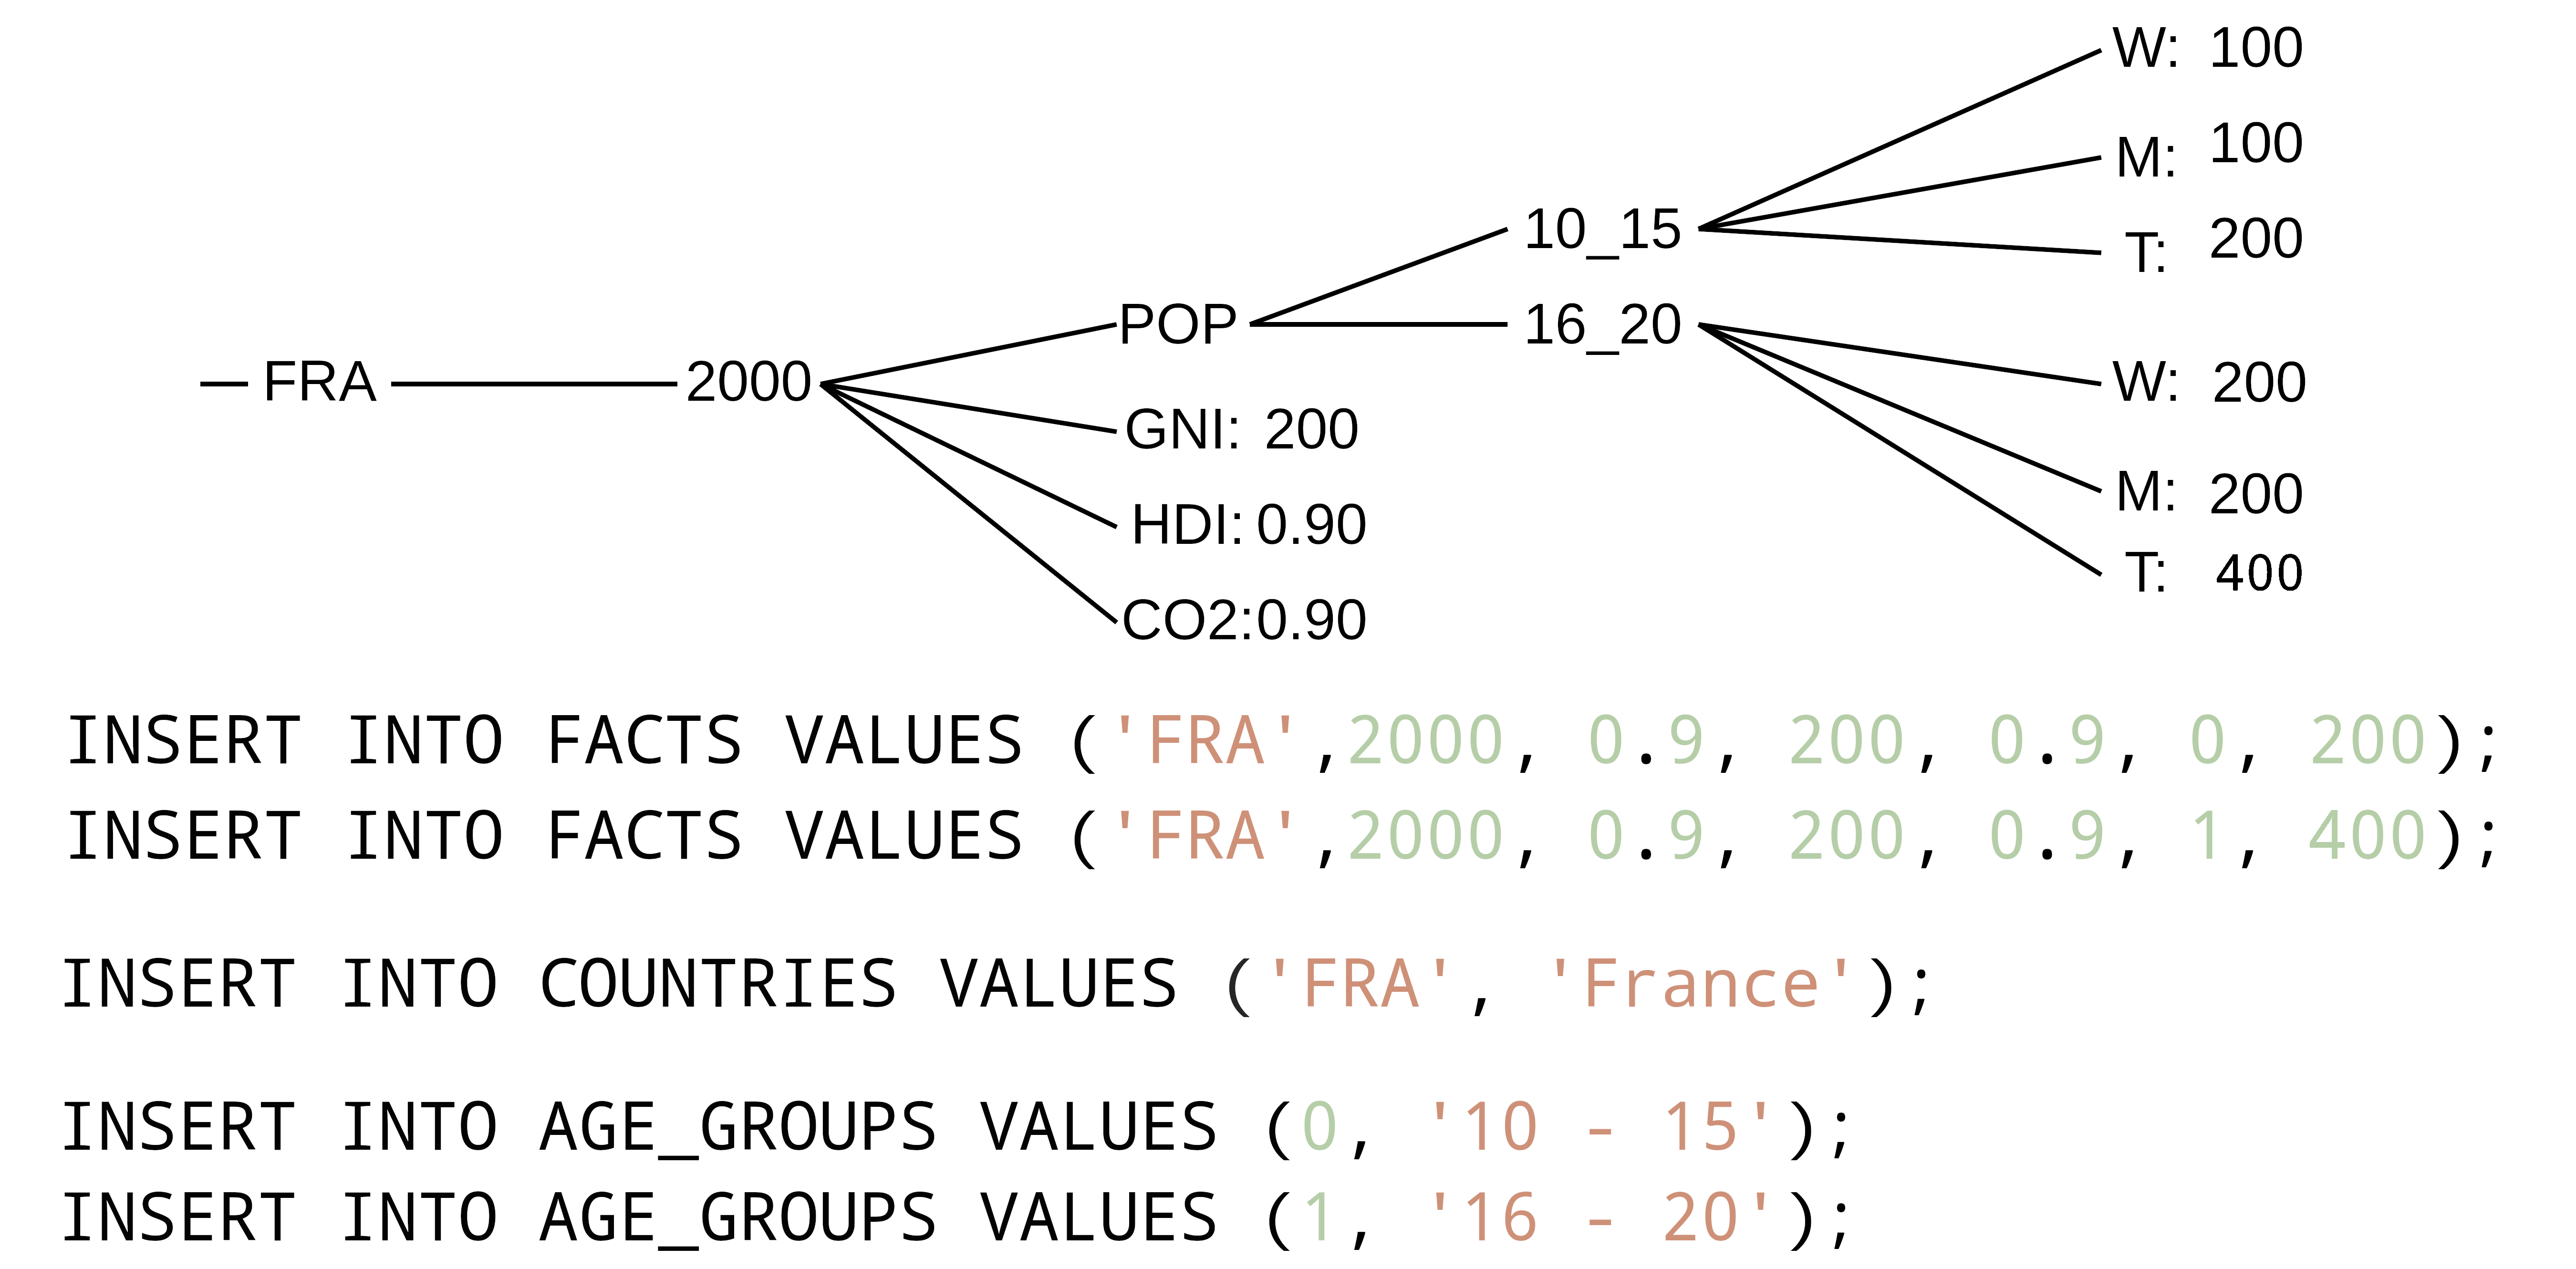 W: 100
M: 100
T: 200
10_15
16_20
POP
FRA
2000
GNI: 200
HDI: 0.90
CO2:0.90
W: 200
M: 200
T: 400
INSERT INTO FACTS VALUES ('FRA',2000, 0.9, 200, 0.9, 0, 200);
INSERT INTO FACTS VALUES ('FRA',2000, 0.9, 200, 0.9, 1, 400);
INSERT INTO COUNTRIES VALUES ('FRA', 'France');
INSERT INTO AGE_GROUPS VALUES (0, '10 - 15');
INSERT INTO AGE_GROUPS VALUES (1, '16 - 20');